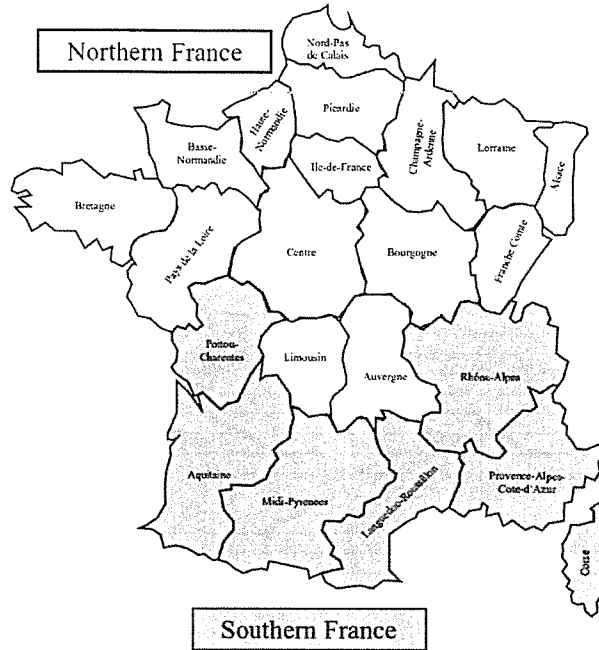 Northern France
Nord-Pas
de Calais
Picardie
Haute-
Normandie
Basse-
Normandie
Ile-de-France
Champagne-
Ardenne
Lorraine
Alsace
Bretagne
Pays de la Loire
Centre
Bourgogne
Franche Comte
Poitou-
Charentes
Limousin
Auvergne
Rhône-Alpes
Aquitaine
Midi-Pyrenees
Languedoc-Roussillon
Provence-Alpes-
Cote-d'Azur
Corse
Southern France